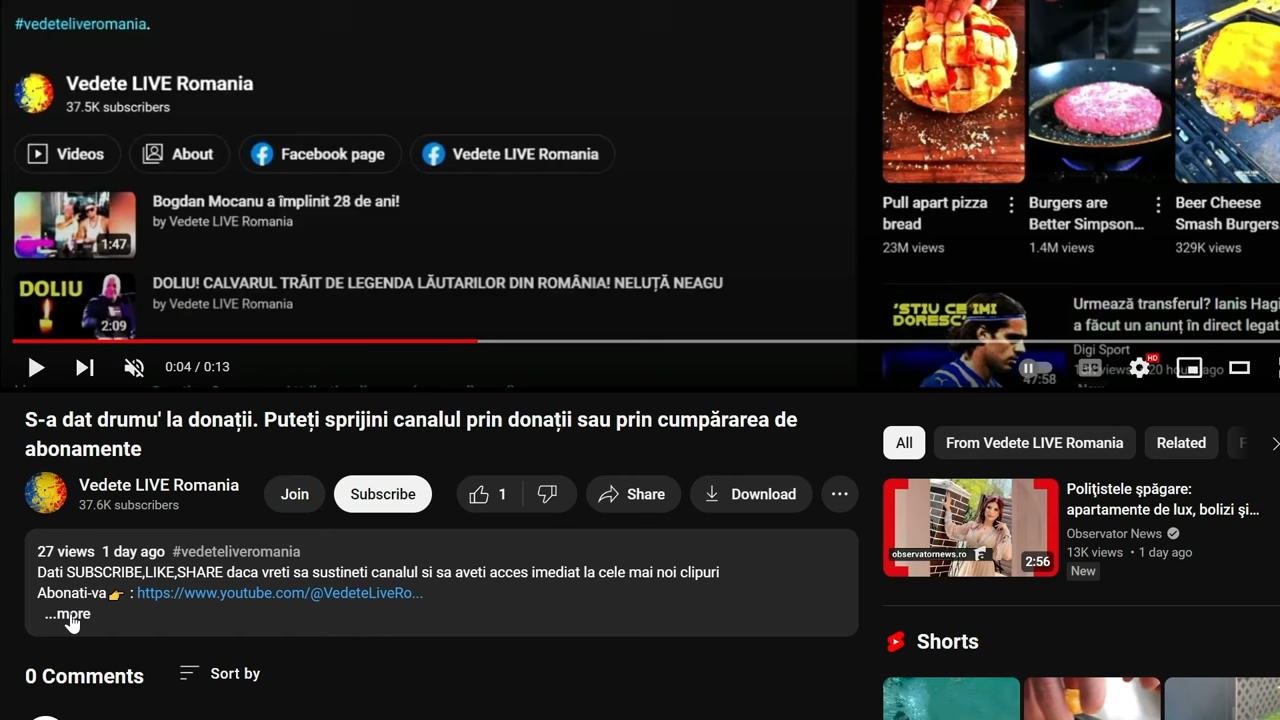 #vedeteliveromania.
Vedete LIVE Romania
37.5K subscribers
Videos
About
Facebook page
Vedete LIVE Romania
1:47
Bogdan Mocanu a împlinit 28 de ani!
by Vedete LIVE Romania
DOLIU
2:09
DOLIU! CALVARUL TRĂIT DE LEGENDA LĂUTARILOR DIN ROMÂNIA! NELUȚĂ NEAGU
by Vedete LIVE Romania
0:04 / 0:13
Pull apart pizza
bread
23M views
Burgers are
Better Simpson...
1.4M views
Beer Cheese
Smash Burgers
329K views
'STIU CE IMI
DORESC'
47:58
Urmează transferul? Ianis Hagi
a făcut un anunț în direct legat
Digi Sport
HD
S-a dat drumu' la donații. Puteți sprijini canalul prin donații sau prin cumpărarea de
abonamente
Vedete LIVE Romania
37.6K subscribers
Join
Subscribe
1
Share
Download
27 views 1 day ago #vedeteliveromania
Dati SUBSCRIBE,LIKE,SHARE daca vreti sa sustineti canalul si sa aveti acces imediat la cele mai noi clipuri
Abonati-va👉 : https://www.youtube.com/@VedeteLiveRo...
...more
0 Comments
Sort by
All
From Vedete LIVE Romania
Related
observatornews.ro
2:56
Polițistele șpăgare:
apartamente de lux, bolizi și...
Observator News
13K views • 1 day ago
New
Shorts